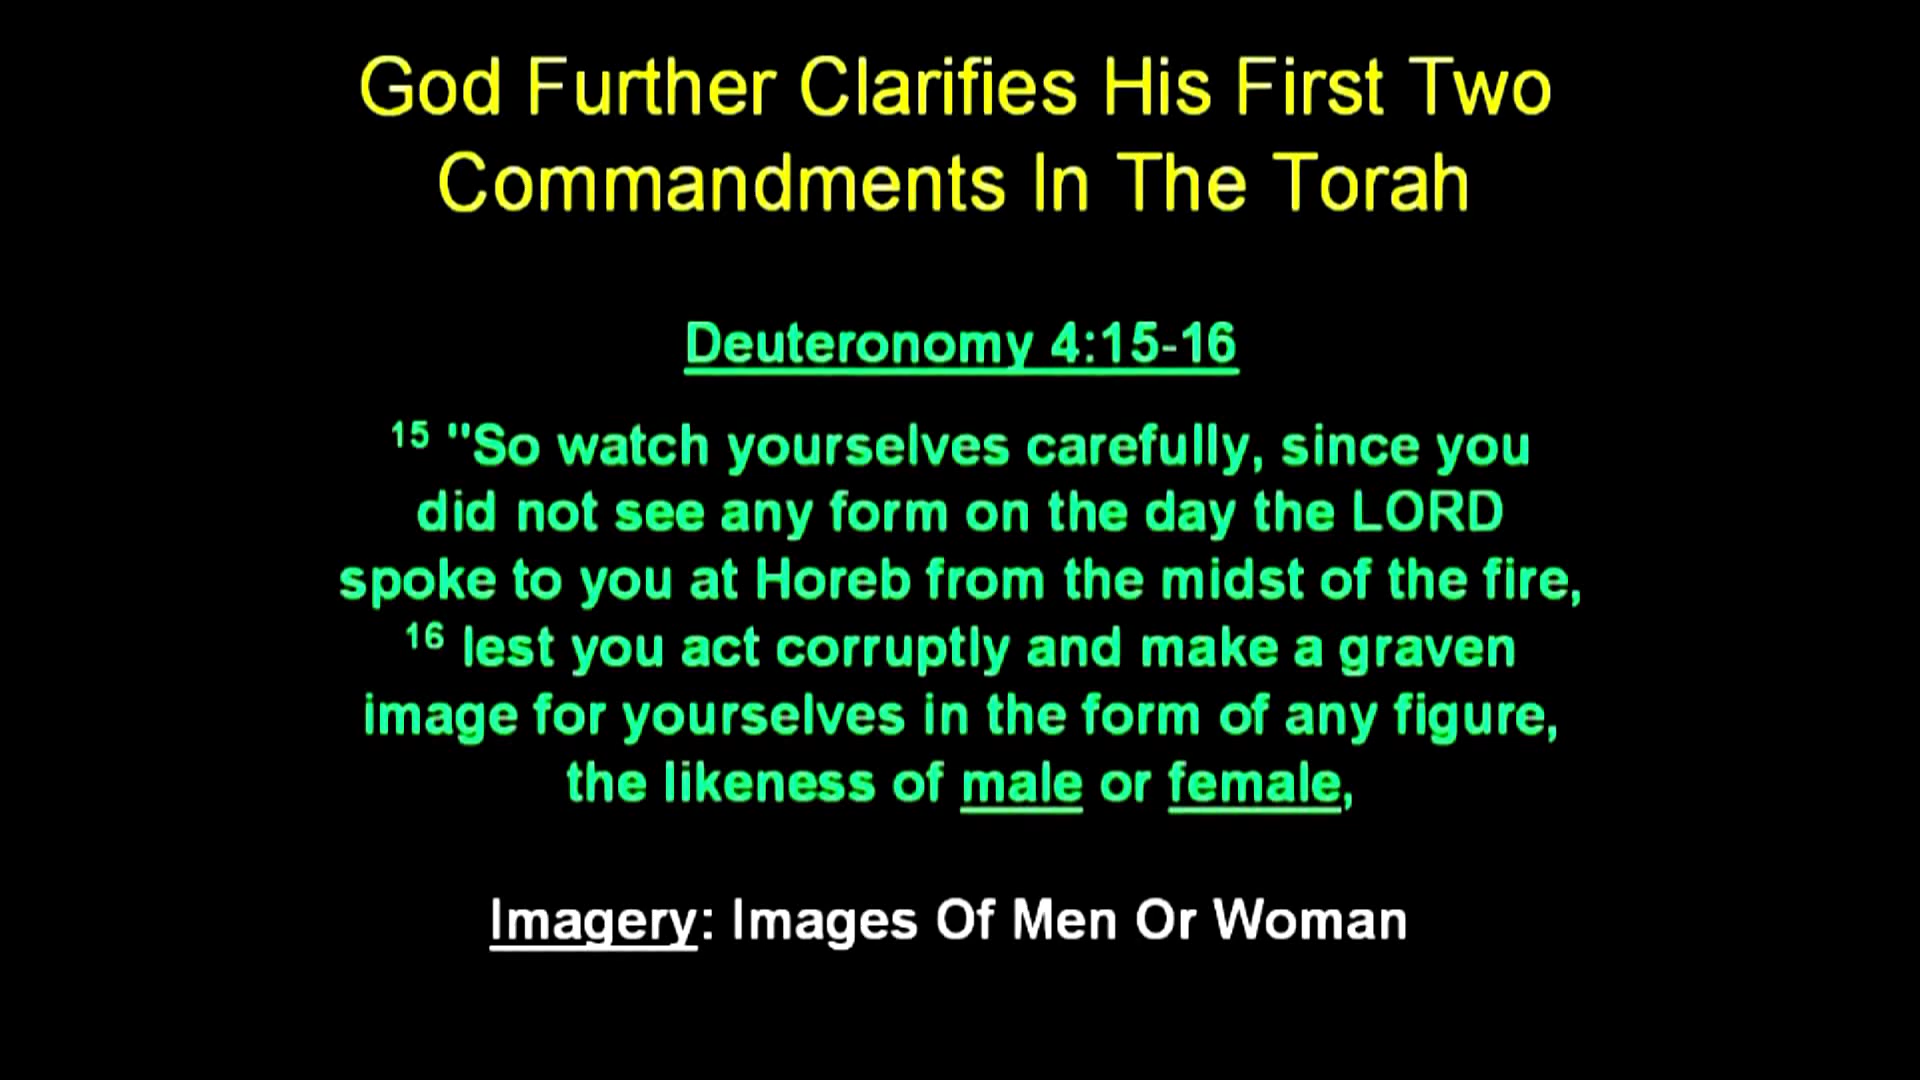 God Further Clarifies His First Two
Commandments In The Torah
Deuteronomy 4:15-16
15 "So watch yourselves carefully, since you
did not see any form on the day the LORD
spoke to you at Horeb from the midst of the fire,
16 lest you act corruptly and make a graven
image for yourselves in the form of any figure,
the likeness of male or female,
Imagery: Images Of Men Or Woman